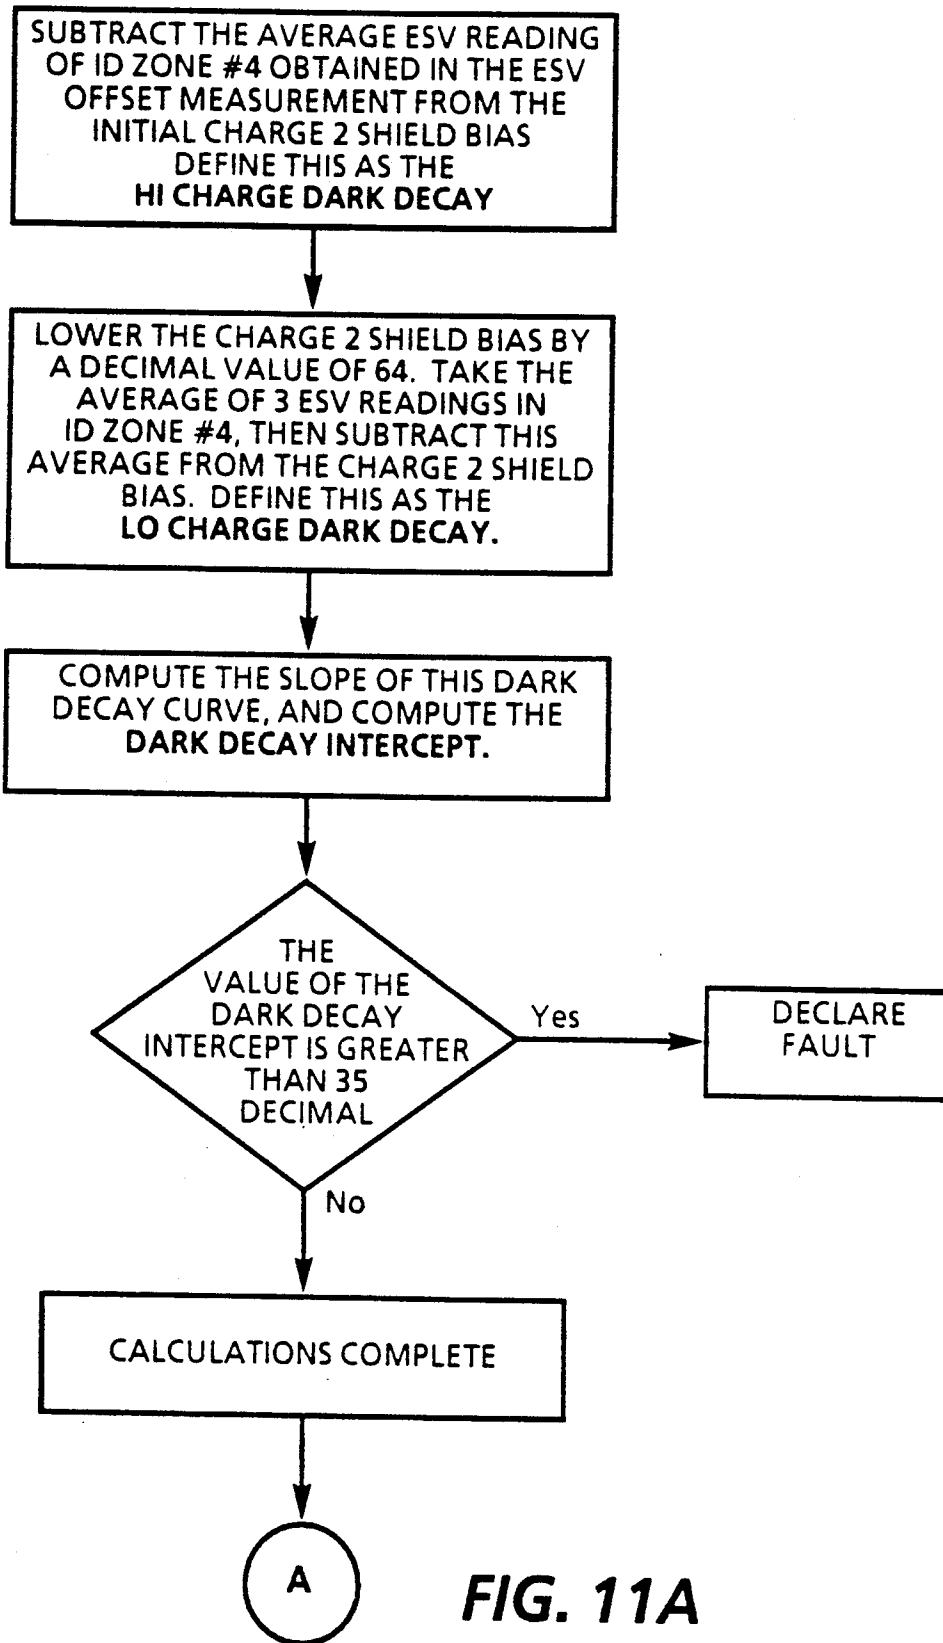 SUBTRACT THE AVERAGE ESV READING
OF ID ZONE #4 OBTAINED IN THE ESV
OFFSET MEASUREMENT FROM THE
INITIAL CHARGE 2 SHIELD BIAS
DEFINE THIS AS THE
HI CHARGE DARK DECAY
LOWER THE CHARGE 2 SHIELD BIAS BY
A DECIMAL VALUE OF 64. TAKE THE
AVERAGE OF 3 ESV READINGS IN
ID ZONE #4, THEN SUBTRACT THIS
AVERAGE FROM THE CHARGE 2 SHIELD
BIAS. DEFINE THIS AS THE
LO CHARGE DARK DECAY.
COMPUTE THE SLOPE OF THIS DARK
DECAY CURVE, AND COMPUTE THE
DARK DECAY INTERCEPT.
THE
VALUE OF THE
DARK DECAY
INTERCEPT IS GREATER
THAN 35
DECIMAL
Yes
DECLARE
FAULT
No
CALCULATIONS COMPLETE
A
FIG. 11A